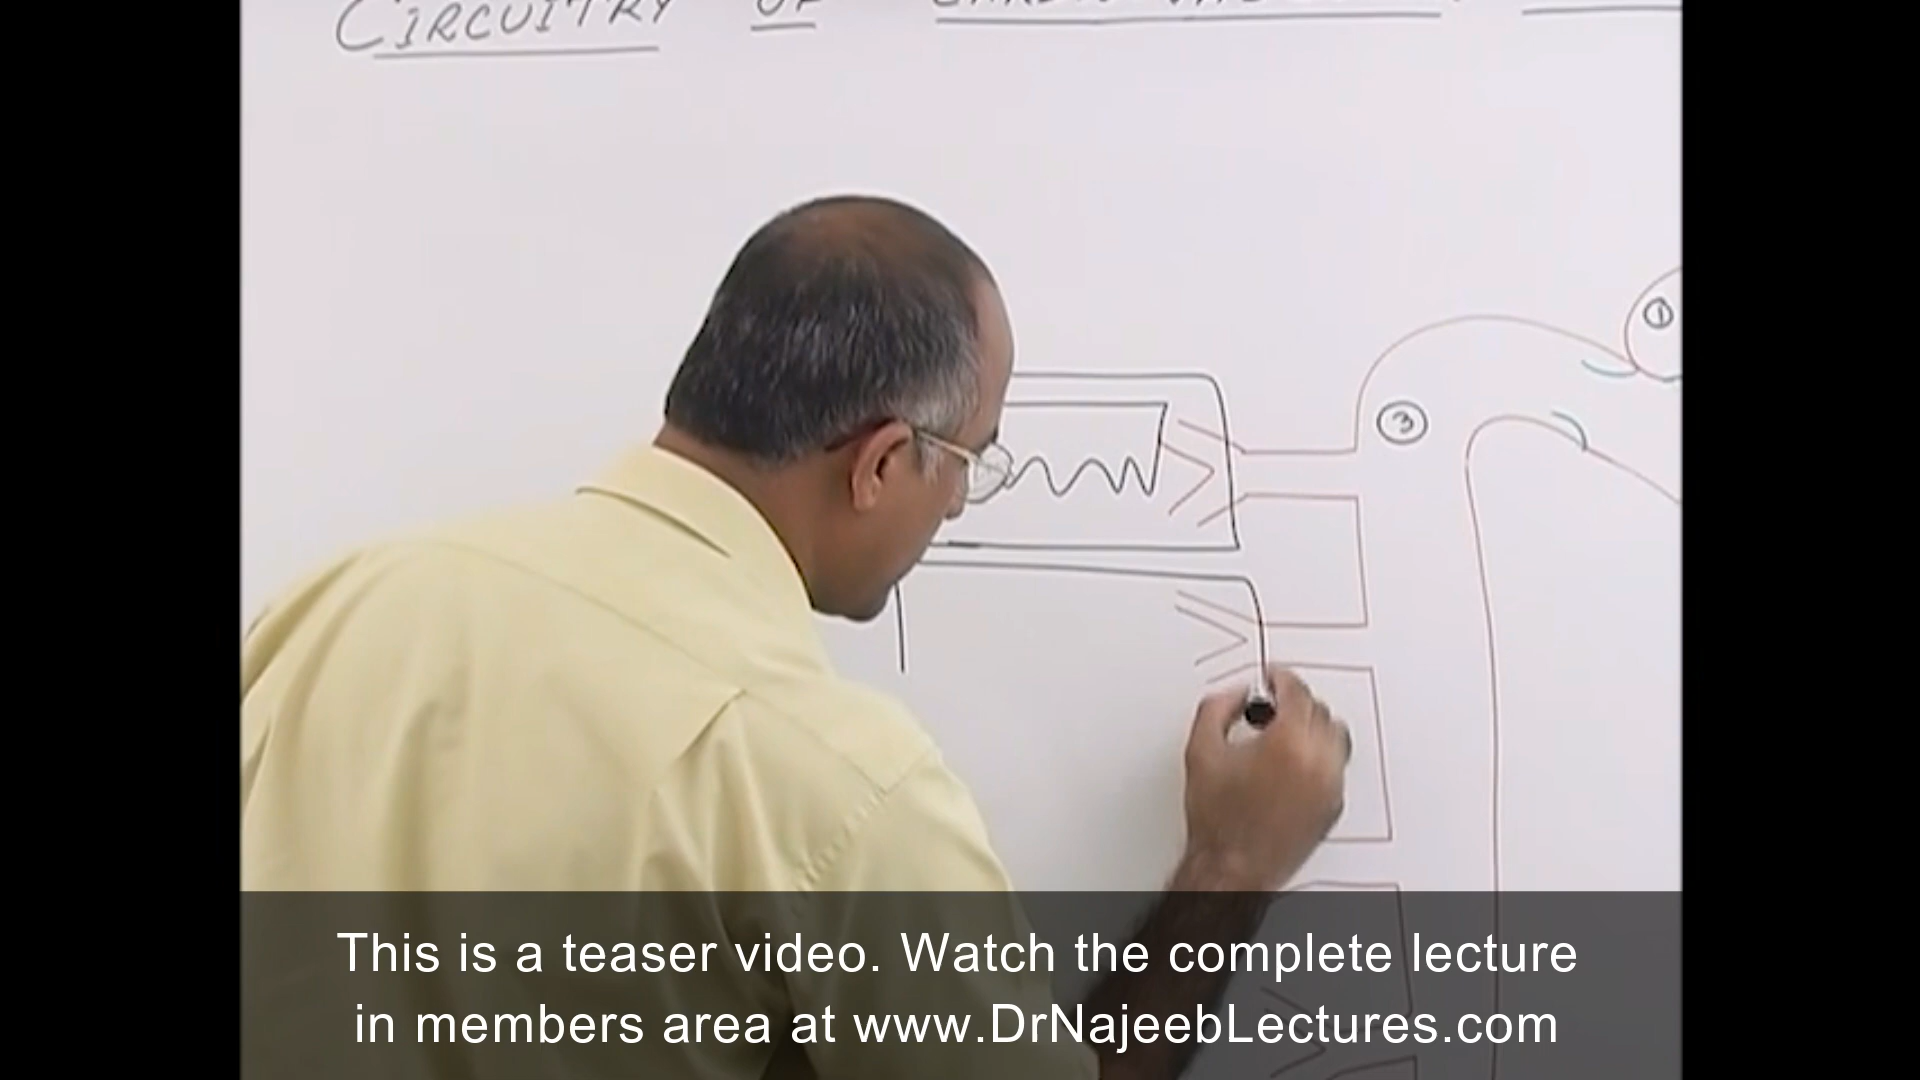 CIRCUITRY OF
1
3
This is a teaser video. Watch the complete lecture
in members area at www.DrNajeebLectures.com